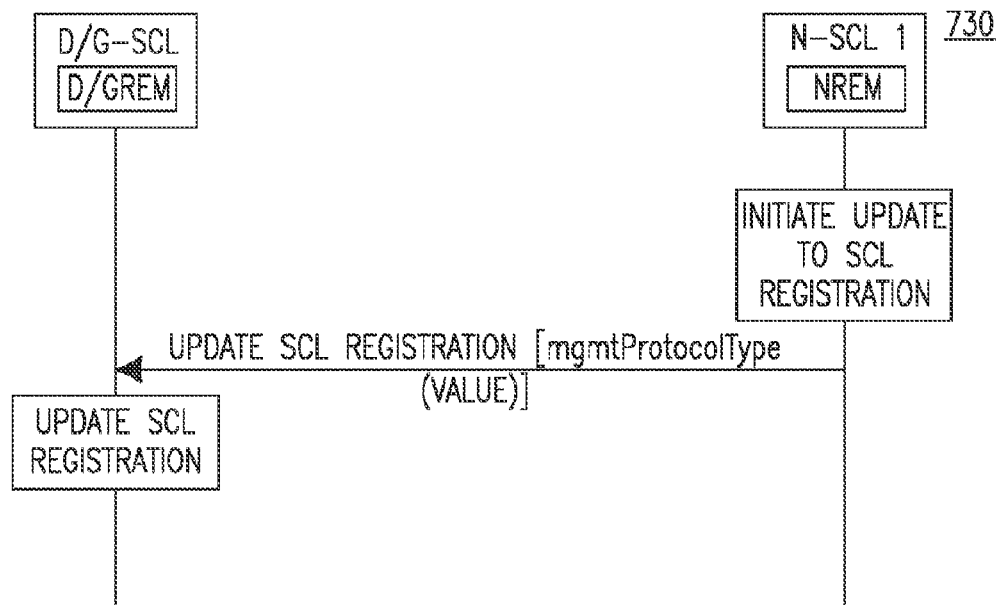 D/G-SCL
D/GREM
N-SCL 1
NREM
730
INITIATE UPDATE
TO SCL
REGISTRATION
UPDATE SCL REGISTRATION [mgmtProtocolType
(VALUE)]
UPDATE SCL
REGISTRATION